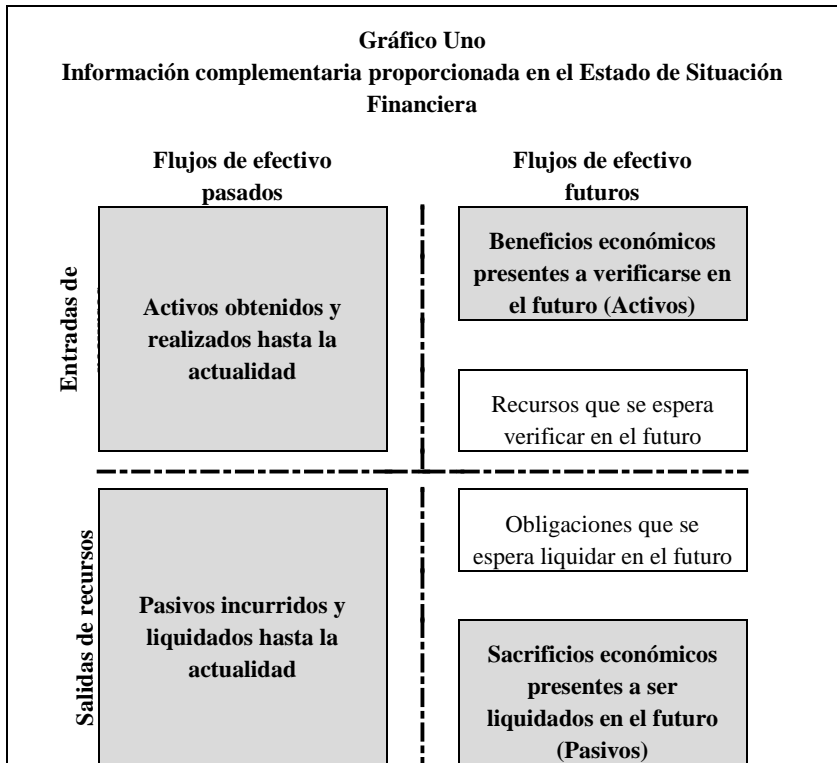 Gráfico Uno
Información complementaria proporcionada en el Estado de Situación
Financiera
Flujos de efectivo
pasados
Flujos de efectivo
futuros
Entradas de
Activos obtenidos y
realizados hasta la
actualidad
Beneficios económicos
presentes a verificarse en
el futuro (Activos)
Recursos que se espera
verificar en el futuro
Salidas de recursos
Pasivos incurridos y
liquidados hasta la
actualidad
Obligaciones que se
espera liquidar en el futuro
Sacrificios económicos
presentes a ser
liquidados en el futuro
(Pasivos)